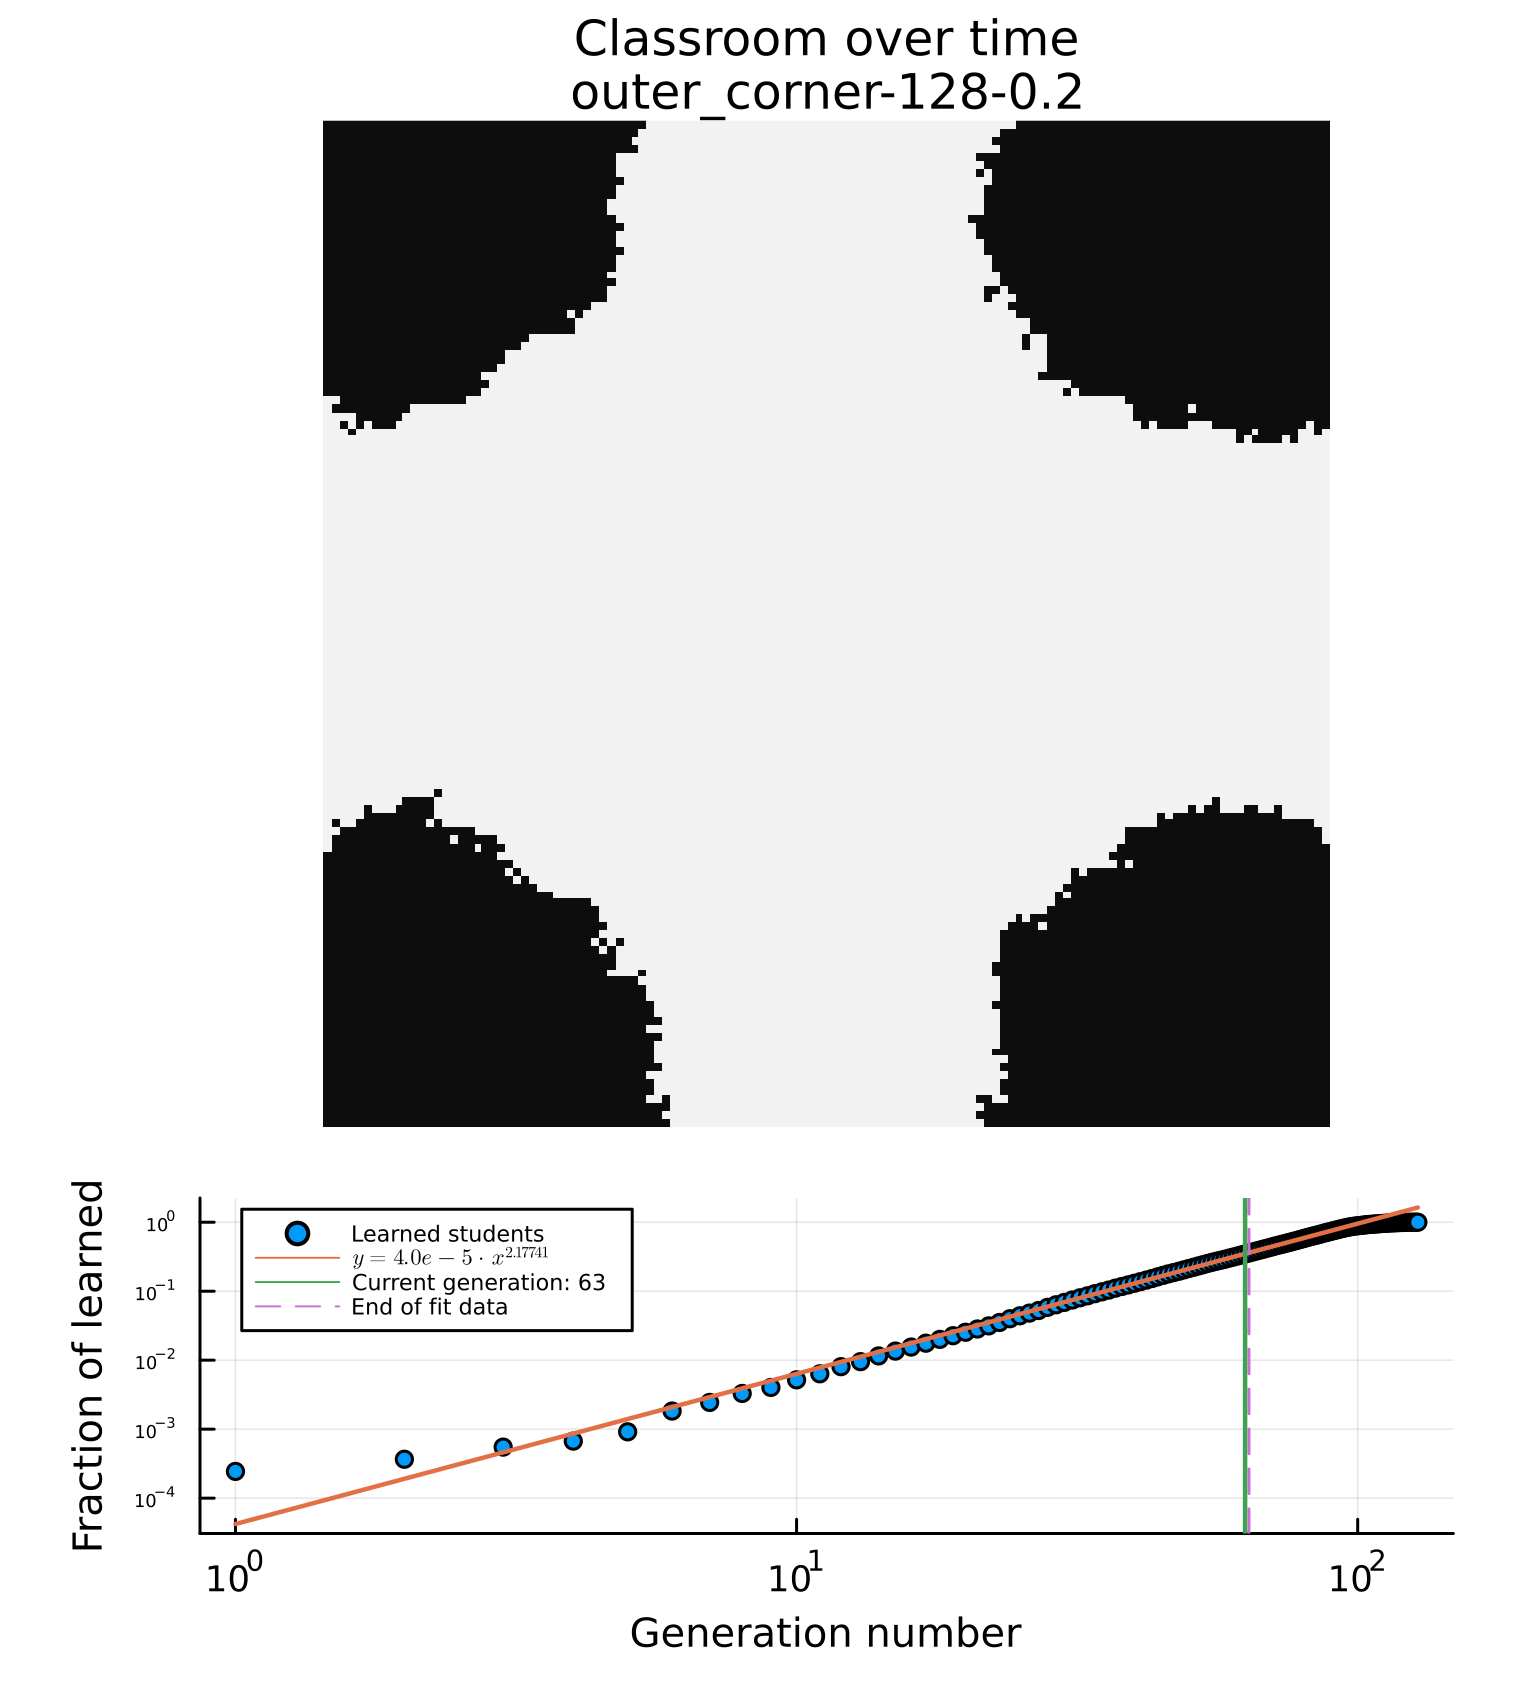 Classroom over time
outer_corner-128-0.2
Fraction of learned
10^0
10^−1
10^−2
10^−3
10^−4
Learned students
y = 4.0e − 5 · x^2.17741
Current generation: 63
End of fit data
10^0 10^1 10^2
Generation number